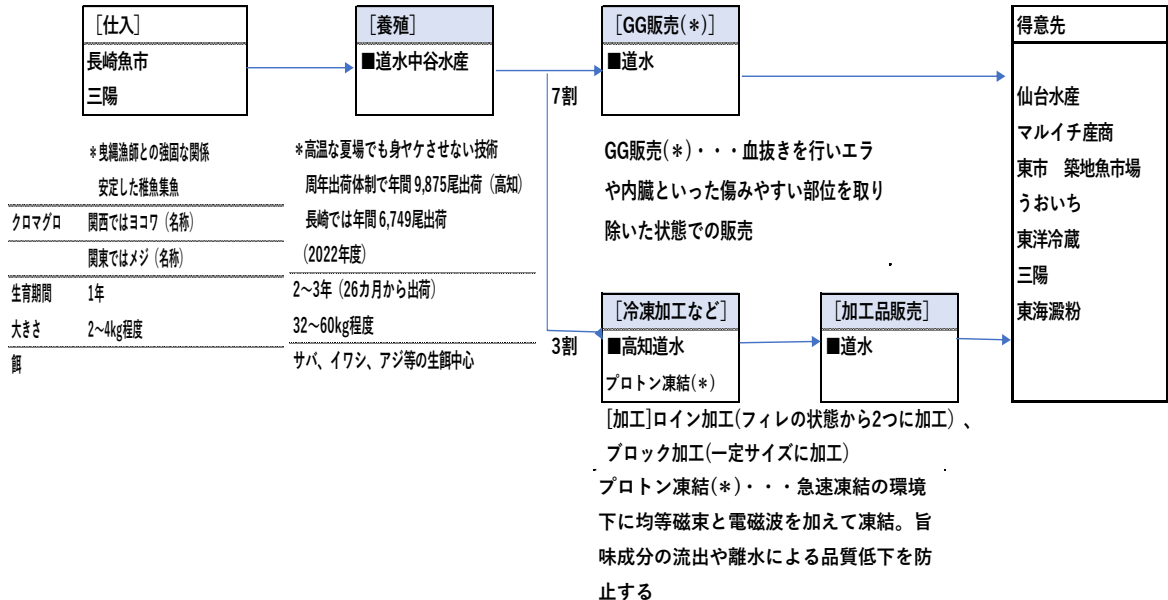 ［仕入］
長崎魚市
三陽
［養殖］
■道水中谷水産
［GG販売(＊)］
■道水
得意先
仙台水産
マルイチ産商
東市　築地魚市場
うおいち
東洋冷蔵
三陽
東海澱粉
7割
＊曳縄漁師との強固な関係
安定した稚魚集魚
クロマグロ　関西ではヨコワ（名称）
関東ではメジ（名称）
生育期間　1年
大きさ　2～4kg程度
餌
＊高温な夏場でも身ヤケさせない技術
周年出荷体制で年間9,875尾出荷（高知）
長崎では年間6,749尾出荷
（2022年度）
2～3年（26カ月から出荷）
32～60kg程度
サバ、イワシ、アジ等の生餌中心
GG販売(＊)・・・血抜きを行いエラ
や内臓といった傷みやすい部位を取り
除いた状態での販売
3割
［冷凍加工など］
■高知道水
プロトン凍結(＊)
［加工品販売］
■道水
[加工]ロイン加工(フィレの状態から2つに加工）、
ブロック加工(一定サイズに加工）
プロトン凍結(＊)・・・急速凍結の環境
下に均等磁束と電磁波を加えて凍結。旨
味成分の流出や離水による品質低下を防
止する